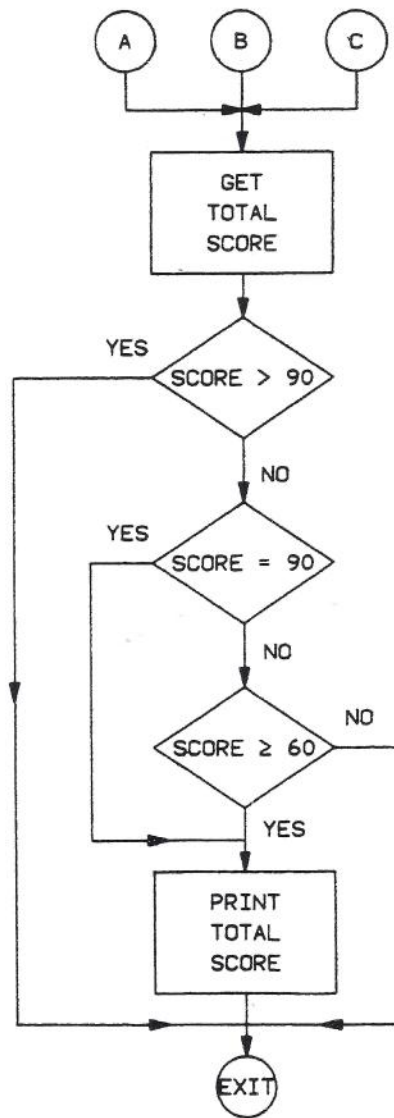 A
B
C
GET
TOTAL
SCORE
YES
SCORE > 90
NO
YES
SCORE = 90
NO
NO
SCORE ≥ 60
YES
PRINT
TOTAL
SCORE
EXIT